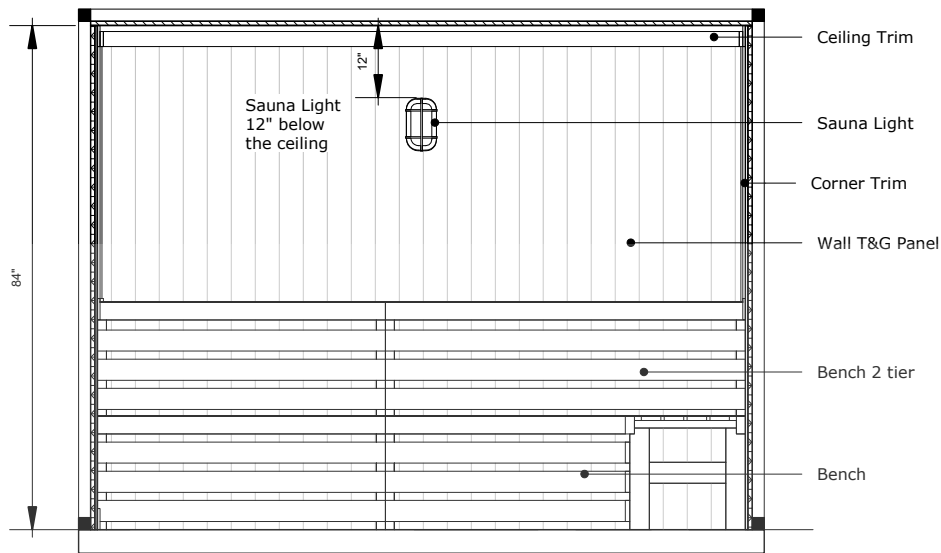 Ceiling Trim
12"
Sauna Light
12" below
the ceiling
Sauna Light
Corner Trim
Wall T&G Panel
84"
Bench 2 tier
Bench